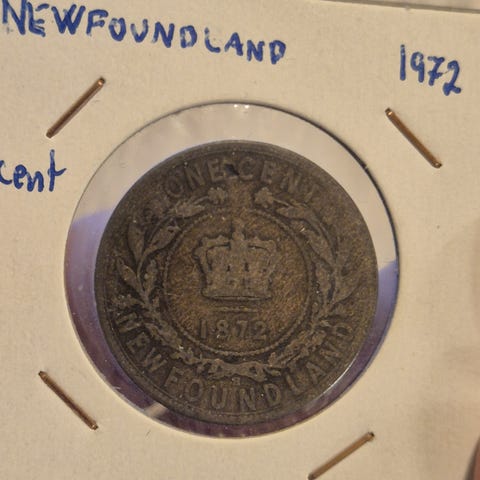 NEWFOUNDLAND
1972
cent
ONE CENT
1872
NEWFOUNDLAND